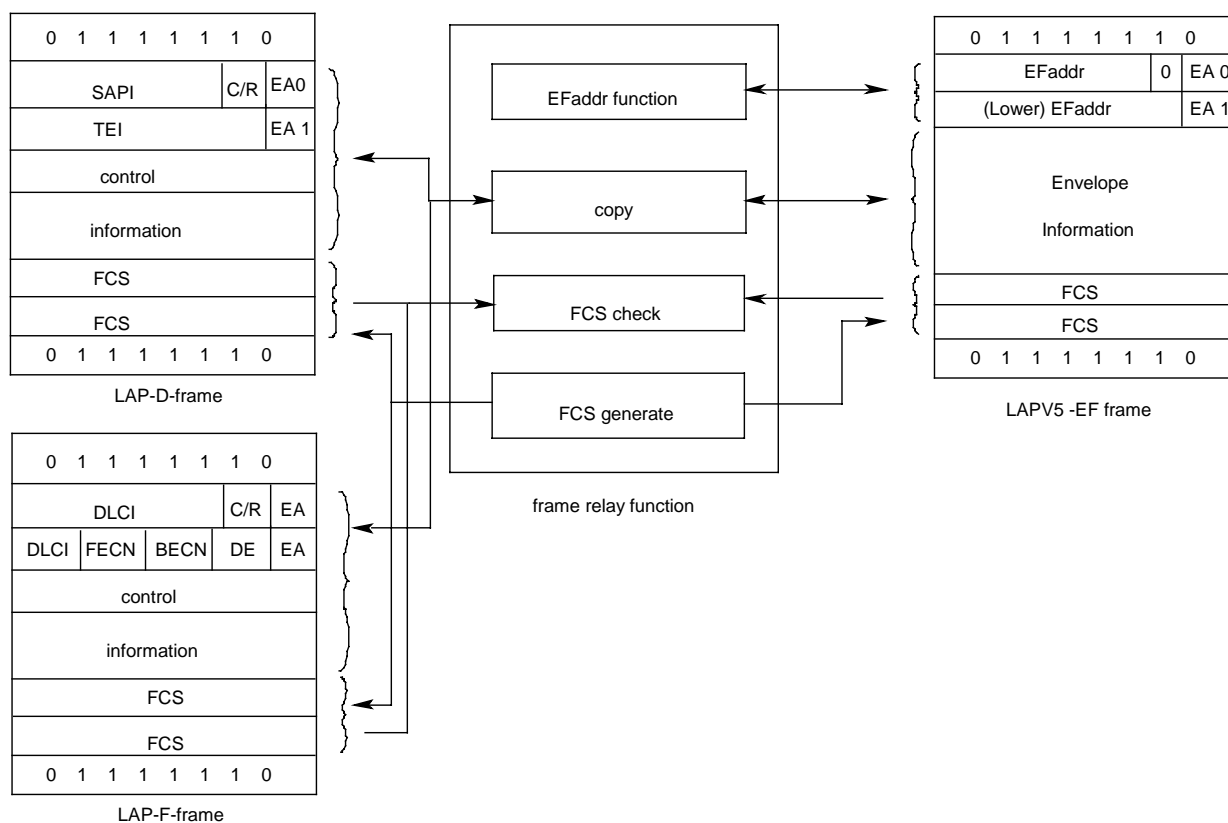 0 1 1 1 1 1 1 0
SAPI C/R EA0
TEI EA 1
control
information
FCS
FCS
0 1 1 1 1 1 1 0
LAP-D-frame
0 1 1 1 1 1 1 0
DLCI C/R EA
DLCI FECN BECN DE EA
control
information
FCS
FCS
0 1 1 1 1 1 1 0
LAP-F-frame
EFaddr function
copy
FCS check
FCS generate
frame relay function
0 1 1 1 1 1 1 0
EFaddr 0 EA 0
(Lower) EFaddr EA 1
Envelope
Information
FCS
FCS
0 1 1 1 1 1 1 0
LAPV5 -EF frame